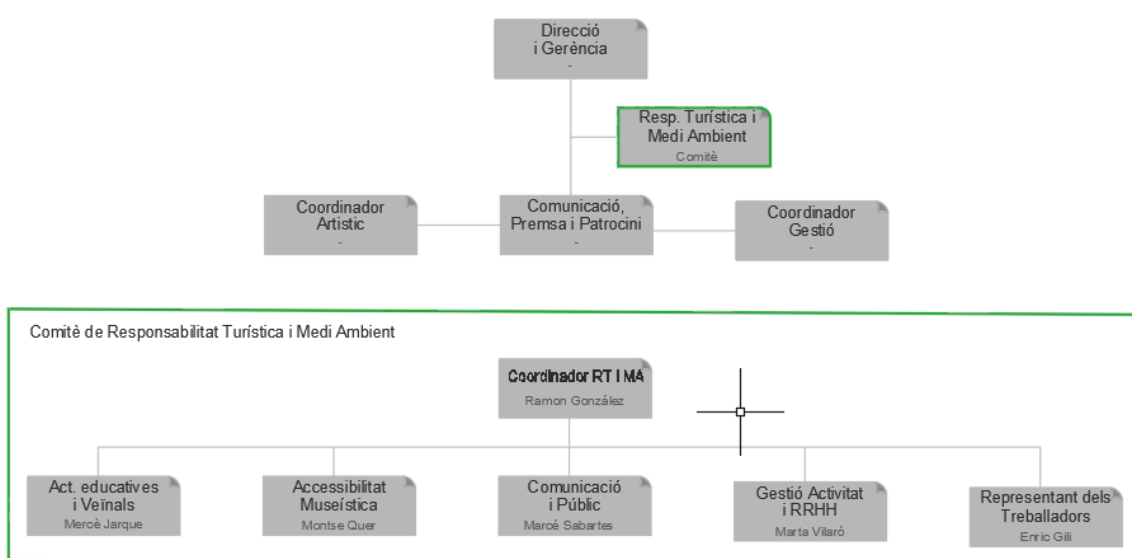 Direcció
i Gerència
-
Resp. Turística i
Medi Ambient
Comitè
Coordinador
Artistic
-
Comunicació,
Premsa i Patrocini
-
Coordinador
Gestió
-
Comitè de Responsabilitat Turística i Medi Ambient
Coordinador RT I MA
Ramon González
Act. educatives
i Veïnals
Mercè Jarque
Accessibilitat
Museística
Montse Quer
Comunicació
i Públic
Marcé Sabartes
Gestió Activitat
i RRHH
Marta Vilaró
Representant dels
Treballadors
Enric Gili